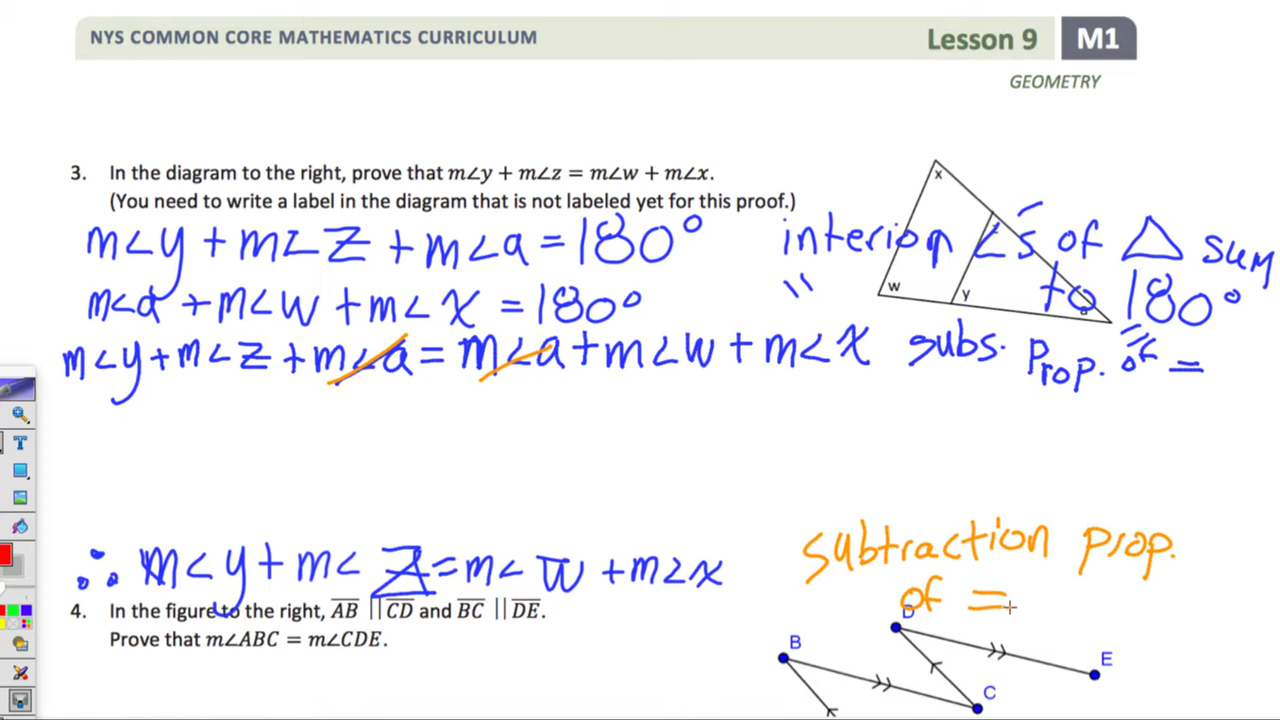 NYS COMMON CORE MATHEMATICS CURRICULUM
Lesson 9
M1
GEOMETRY
3. In the diagram to the right, prove that m∠y + m∠z = m∠w + m∠x.
(You need to write a label in the diagram that is not labeled yet for this proof.)
x
z
w
y
a
m∠y + m∠z + m∠a = 180°
interior ∠'s of △ sum
to 180°
m∠a + m∠w + m∠x = 180°
"
m∠y + m∠z + m∠a = m∠a + m∠w + m∠x
subs. Prop. of =
subtraction prop.
of =
∴ m∠y + m∠z = m∠w + m∠x
4. In the figure to the right, AB || CD and BC || DE.
Prove that m∠ABC = m∠CDE.
D
B
E
C
T